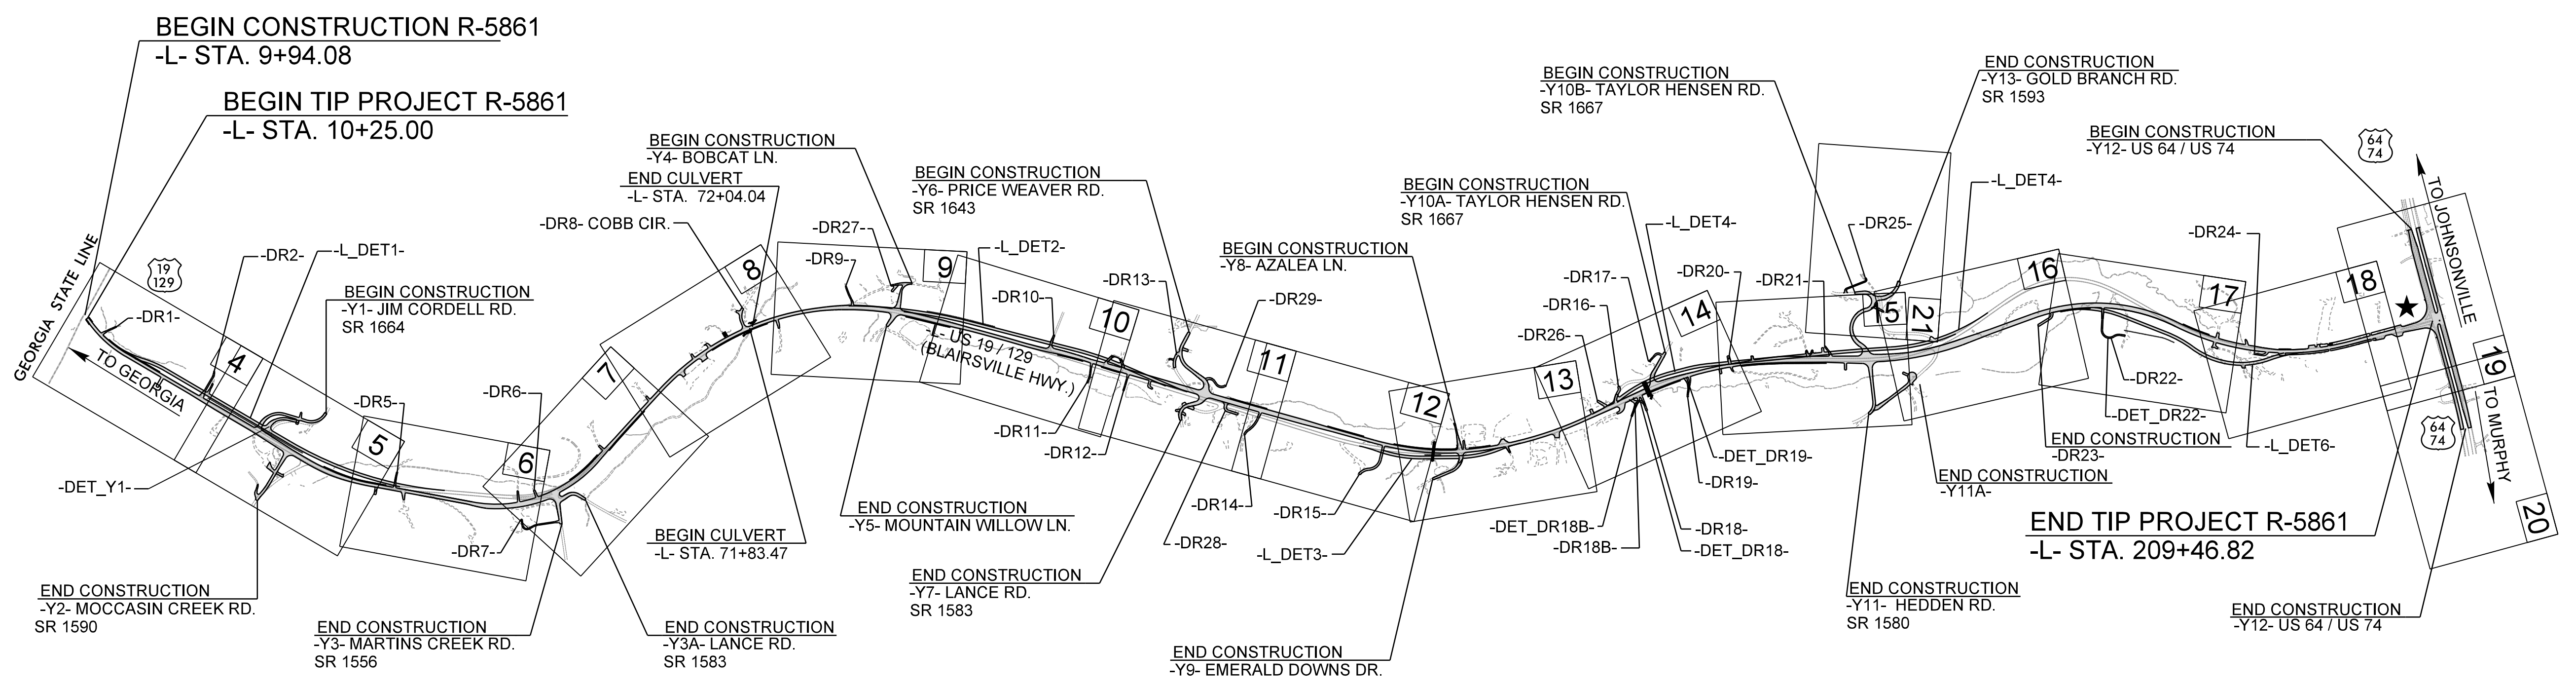 BEGIN CONSTRUCTION R-5861
-L- STA. 9+94.08
BEGIN TIP PROJECT R-5861
-L- STA. 10+25.00
GEORGIA STATE LINE
19
129
TO GEORGIA
-DR1-
-DR2-
-L_DET1-
BEGIN CONSTRUCTION
-Y1- JIM CORDELL RD.
SR 1664
4
-DET_Y1-
END CONSTRUCTION
-Y2- MOCCASIN CREEK RD.
SR 1590
-DR5-
5
-DR6-
6
-DR7-
END CONSTRUCTION
-Y3- MARTINS CREEK RD.
SR 1556
END CONSTRUCTION
-Y3A- LANCE RD.
SR 1583
7
BEGIN CONSTRUCTION
-Y4- BOBCAT LN.
END CULVERT
-L- STA. 72+04.04
-DR8- COBB CIR.
8
BEGIN CULVERT
-L- STA. 71+83.47
-DR27-
-DR9-
9
END CONSTRUCTION
-Y5- MOUNTAIN WILLOW LN.
BEGIN CONSTRUCTION
-Y6- PRICE WEAVER RD.
SR 1643
-L_DET2-
-L- US 19 / 129
(BLAIRSVILLE HWY.)
-DR10-
10
-DR11-
-DR12-
-DR13-
-DR29-
END CONSTRUCTION
-Y7- LANCE RD.
SR 1583
-DR28-
-DR14-
11
BEGIN CONSTRUCTION
-Y8- AZALEA LN.
-DR15-
-L_DET3-
12
END CONSTRUCTION
-Y9- EMERALD DOWNS DR.
BEGIN CONSTRUCTION
-Y10A- TAYLOR HENSEN RD.
SR 1667
13
-DR26-
-DR16-
-DR17-
-L_DET4-
-DR20-
14
-DET_DR18B-
-DR18B-
-DR18-
-DET_DR18-
-DET_DR19-
-DR19-
BEGIN CONSTRUCTION
-Y10B- TAYLOR HENSEN RD.
SR 1667
-DR21-
-DR25-
15
21
END CONSTRUCTION
-Y13- GOLD BRANCH RD.
SR 1593
-L_DET4-
END CONSTRUCTION
-Y11- HEDDEN RD.
SR 1580
END CONSTRUCTION
-Y11A-
16
END CONSTRUCTION
-DR23-
-DR22-
-DET_DR22-
17
-DR24-
-L_DET6-
18
BEGIN CONSTRUCTION
-Y12- US 64 / US 74
64
74
TO JOHNSONVILLE
19
TO MURPHY
20
64
74
END TIP PROJECT R-5861
-L- STA. 209+46.82
END CONSTRUCTION
-Y12- US 64 / US 74